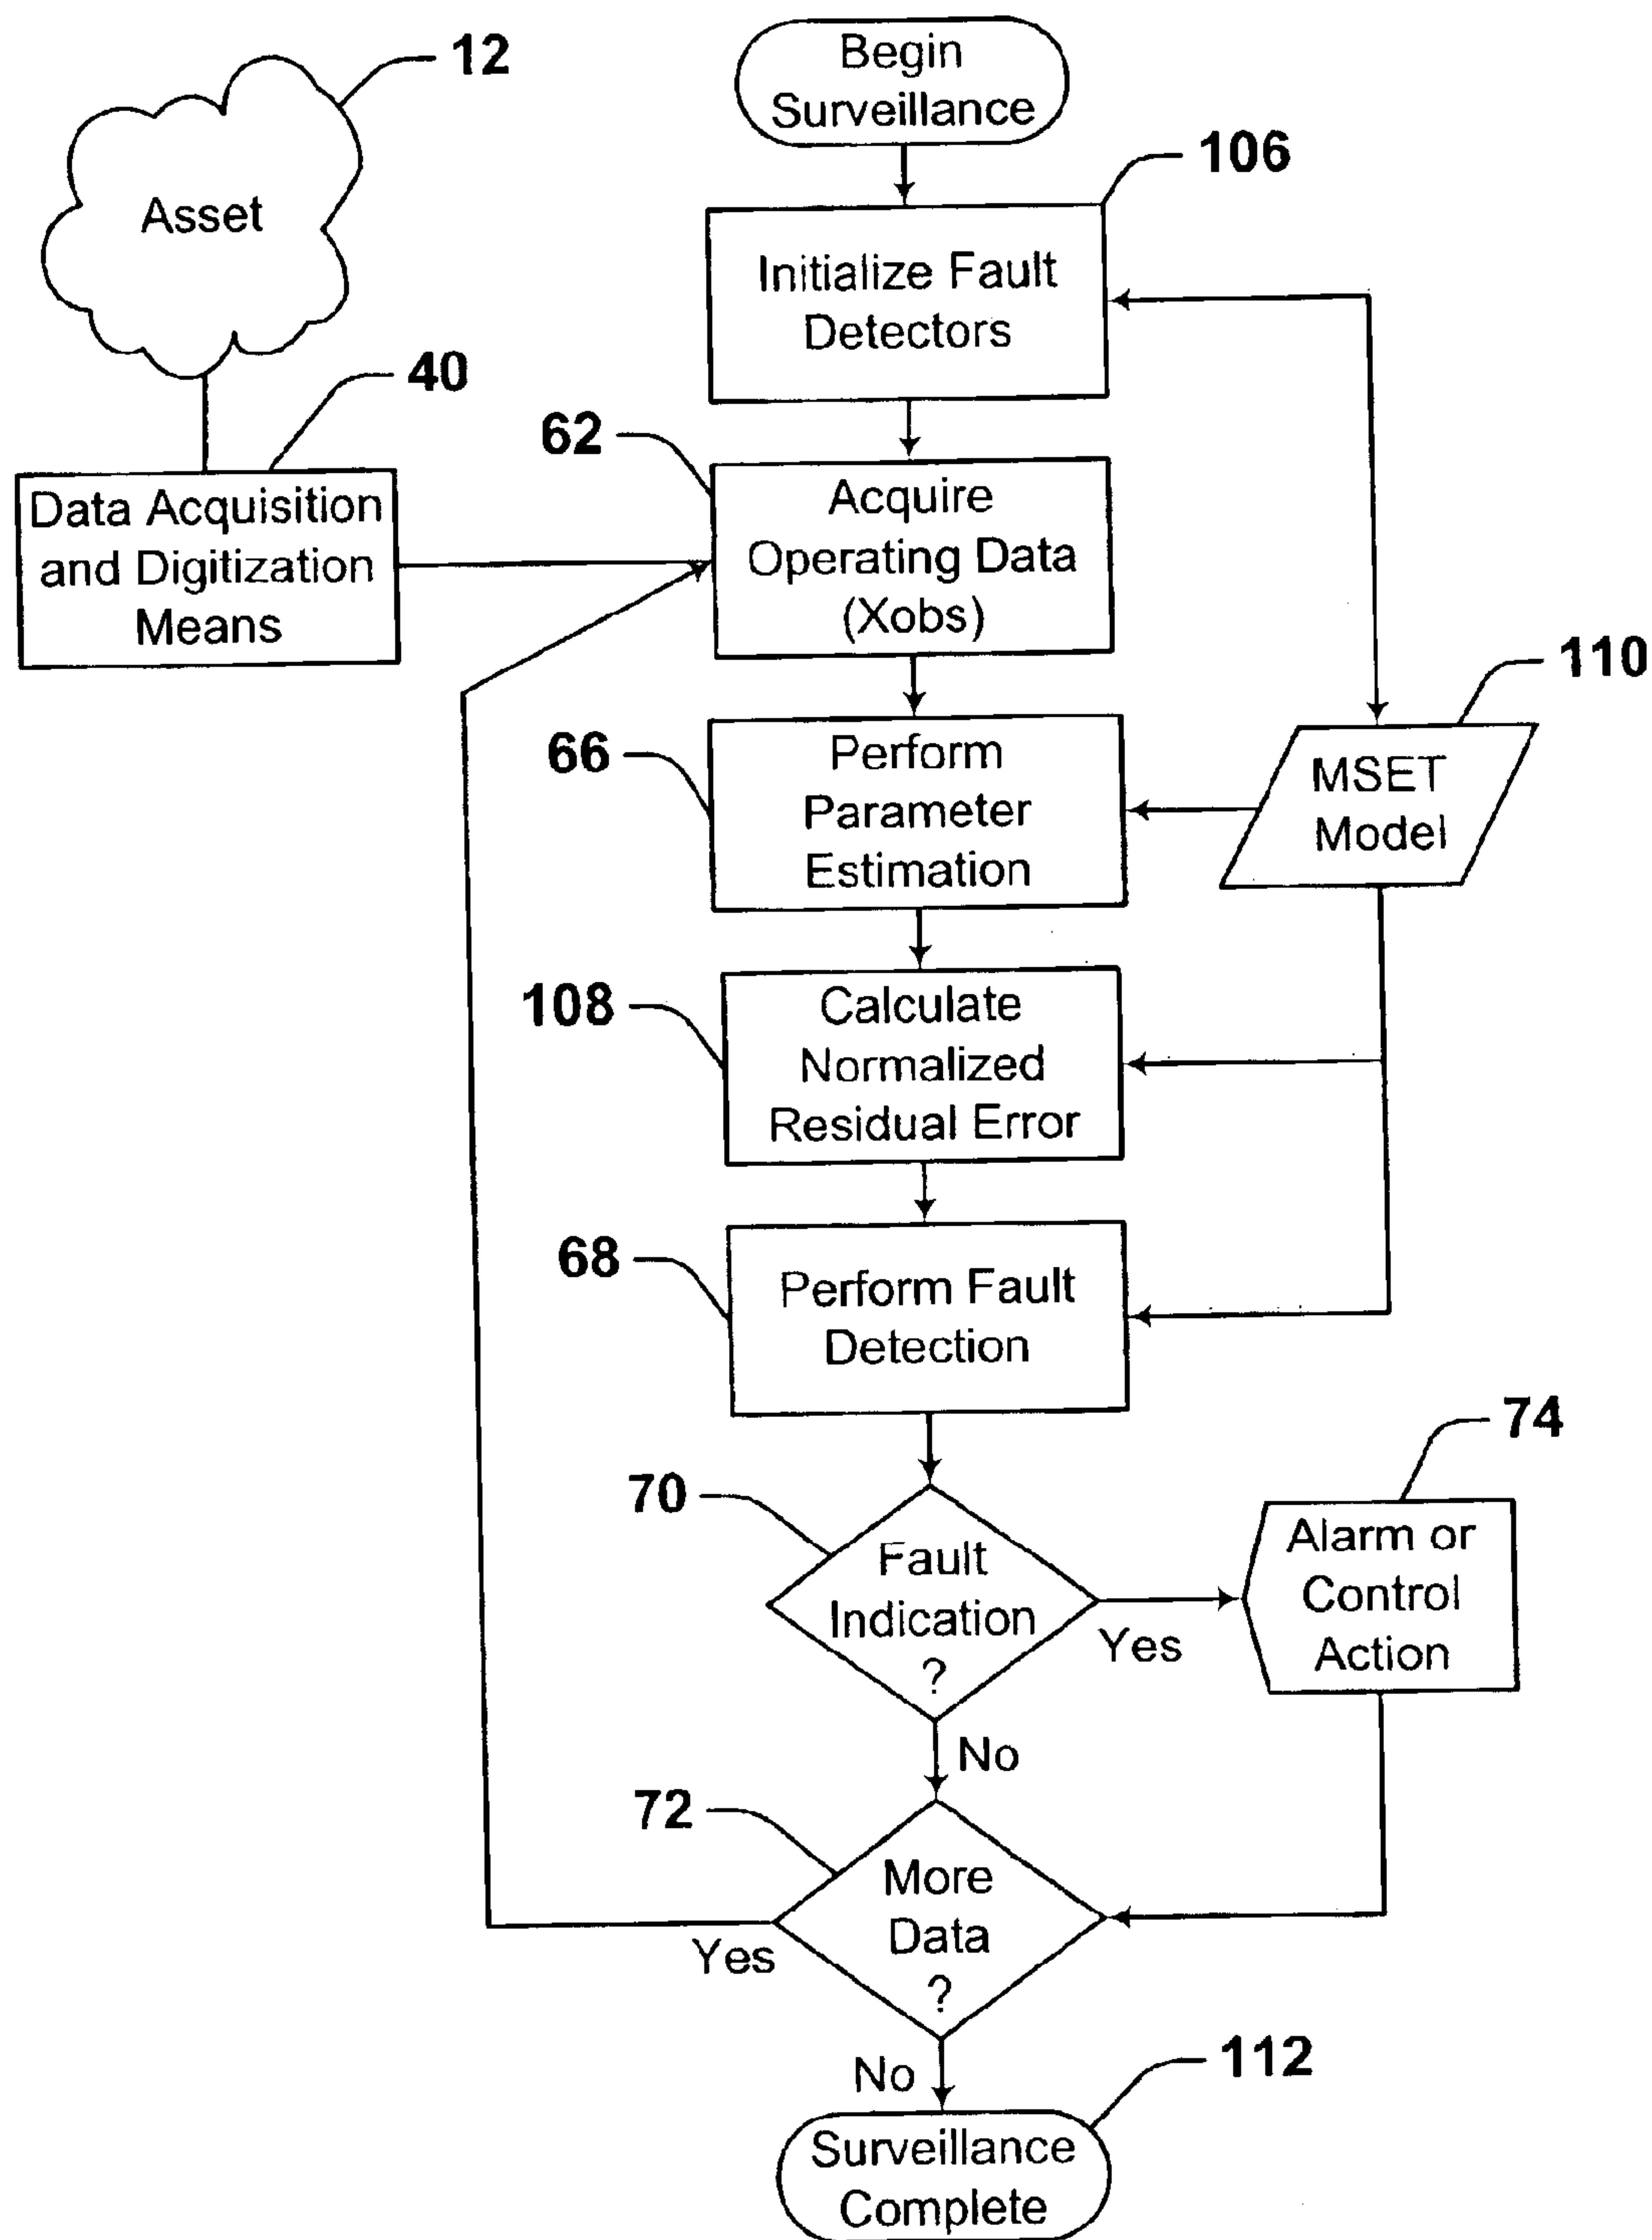 12
Begin
Surveillance
106
Asset
Initialize Fault
Detectors
40
62
Data Acquisition
and Digitization
Means
Acquire
Operating Data
(Xobs)
110
66
Perform
Parameter
Estimation
MSET
Model
108
Calculate
Normalized
Residual Error
68
Perform Fault
Detection
74
70
Fault
Indication
?
Yes
Alarm or
Control
Action
No
72
More
Data
?
Yes
No
112
Surveillance
Complete